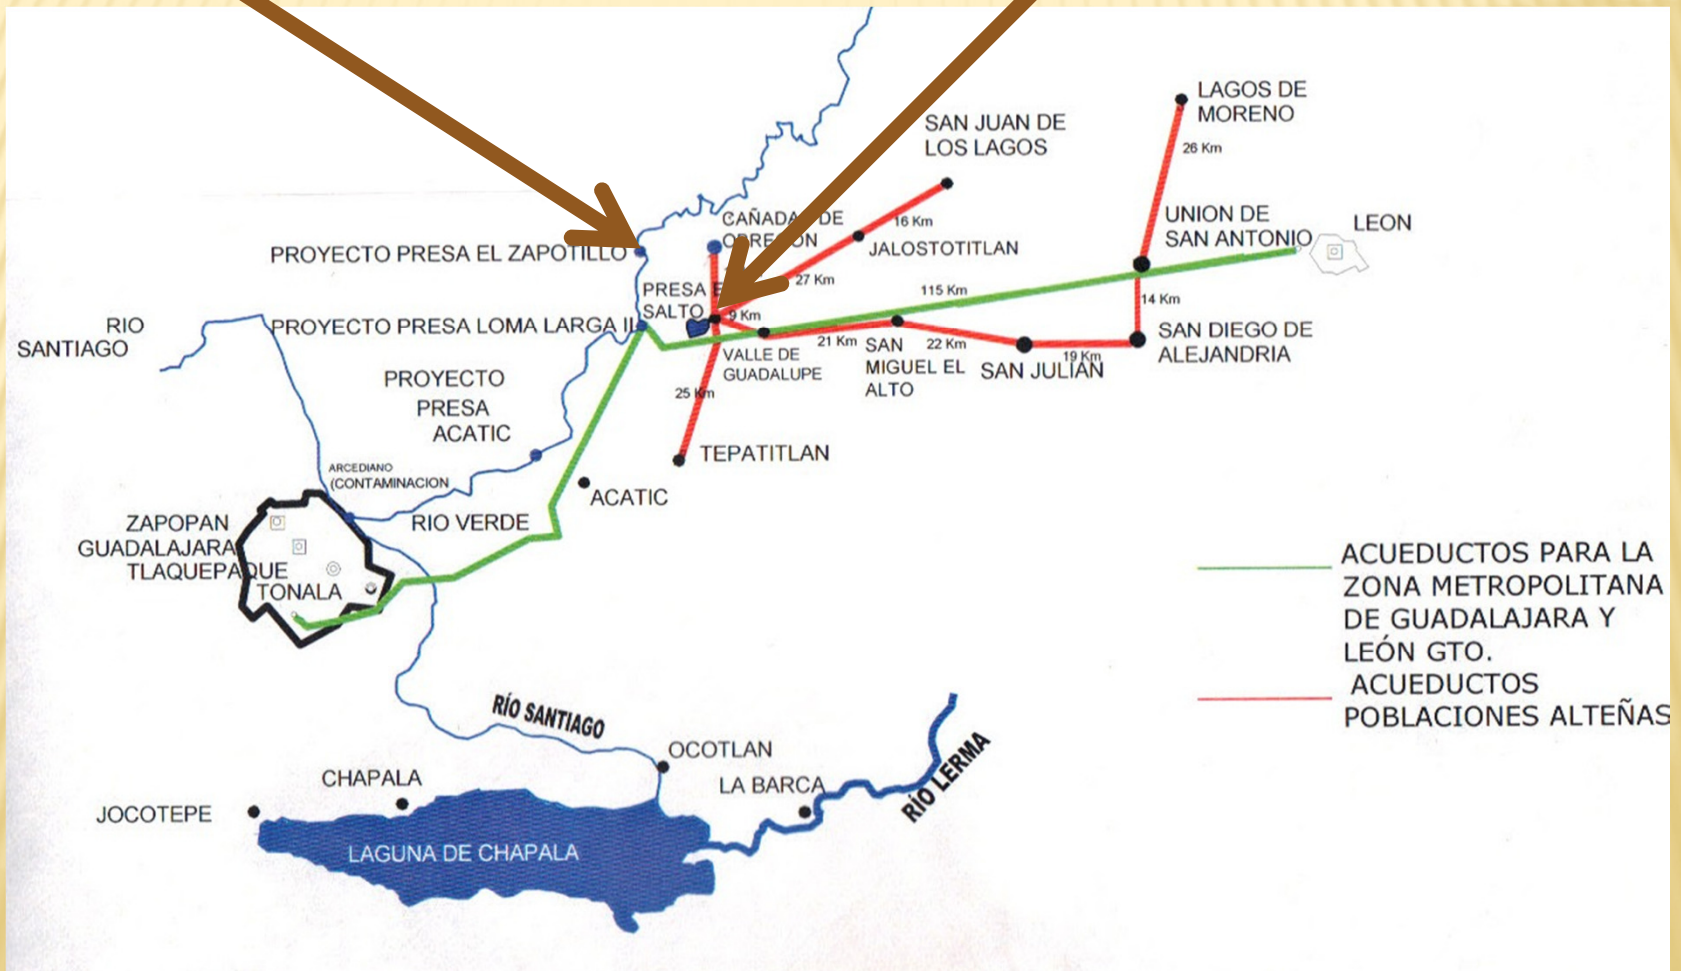 LAGOS DE
MORENO
26 Km
SAN JUAN DE
LOS LAGOS
16 Km
JALOSTOTITLAN
27 Km
CAÑADAS DE
OBREGON
UNION DE
SAN ANTONIO
LEON
PROYECTO PRESA EL ZAPOTILLO
PRESA E
SALTO
9 Km
115 Km
14 Km
RIO
SANTIAGO
PROYECTO PRESA LOMA LARGA II
VALLE DE
GUADALUPE
21 Km
SAN
MIGUEL EL
ALTO
22 Km
SAN JULIAN
19 Km
SAN DIEGO DE
ALEJANDRIA
25 Km
PROYECTO
PRESA
ACATIC
TEPATITLAN
ARCEDIANO
(CONTAMINACION
ACATIC
RIO VERDE
ZAPOPAN
GUADALAJARA
TLAQUEPAQUE
TONALA
ACUEDUCTOS PARA LA
ZONA METROPOLITANA
DE GUADALAJARA Y
LEÓN GTO.
ACUEDUCTOS
POBLACIONES ALTEÑAS
RÍO SANTIAGO
OCOTLAN
LA BARCA
RÍO LERMA
CHAPALA
JOCOTEPE
LAGUNA DE CHAPALA